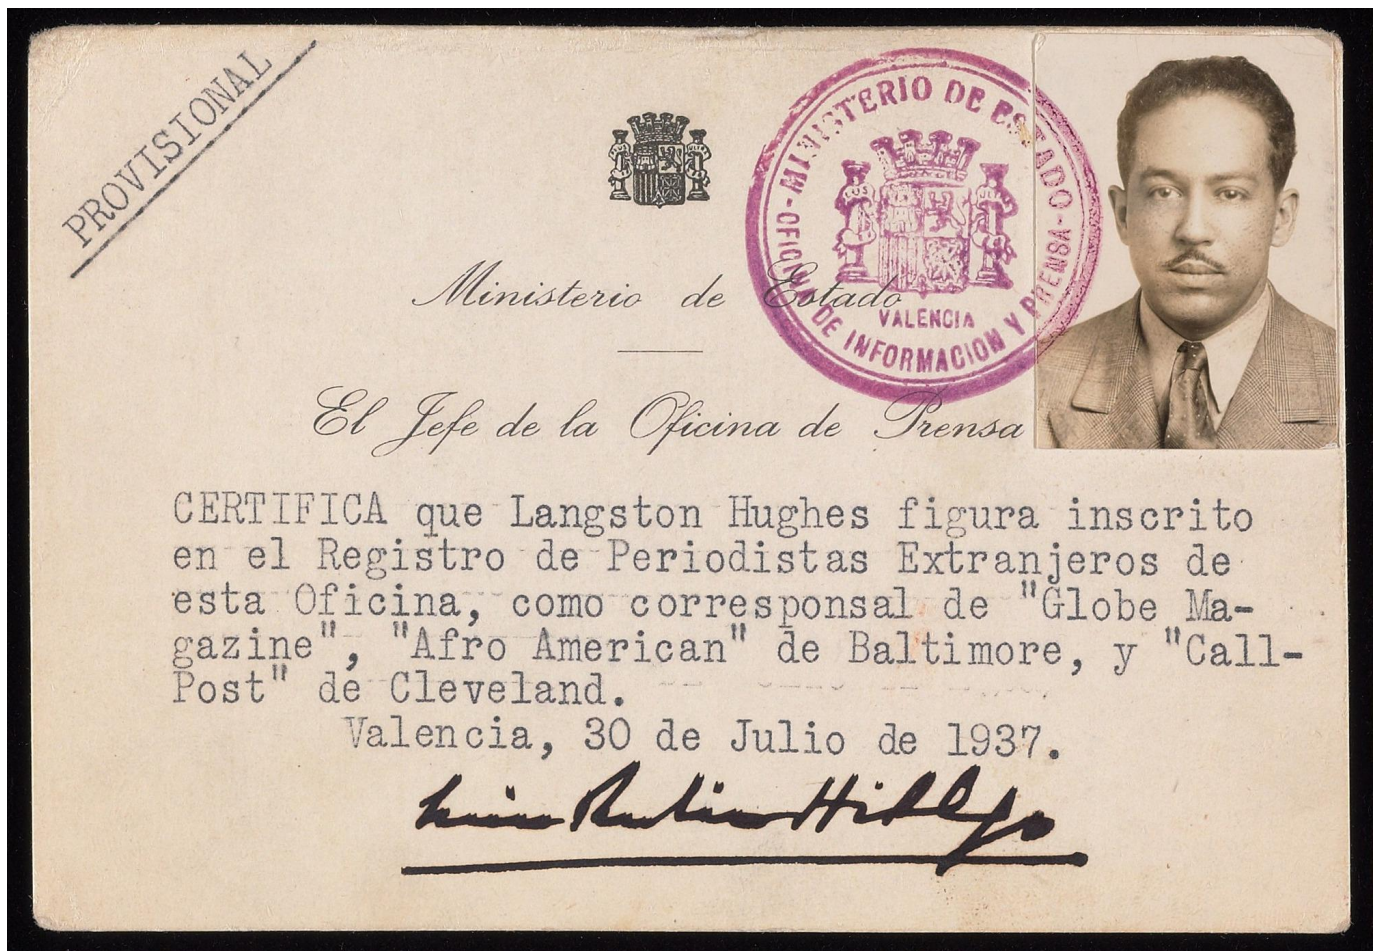 PROVISIONAL
MINISTERIO DE ESTADO
OFICINA DE INFORMACION Y PRENSA
VALENCIA
Ministerio de Estado
El Jefe de la Oficina de Prensa
CERTIFICA que Langston Hughes figura inscrito
en el Registro de Periodistas Extranjeros de
esta Oficina, como corresponsal de "Globe Ma-
gazine", "Afro American" de Baltimore, y "Call-
Post" de Cleveland.
Valencia, 30 de Julio de 1937.
Hidalgo